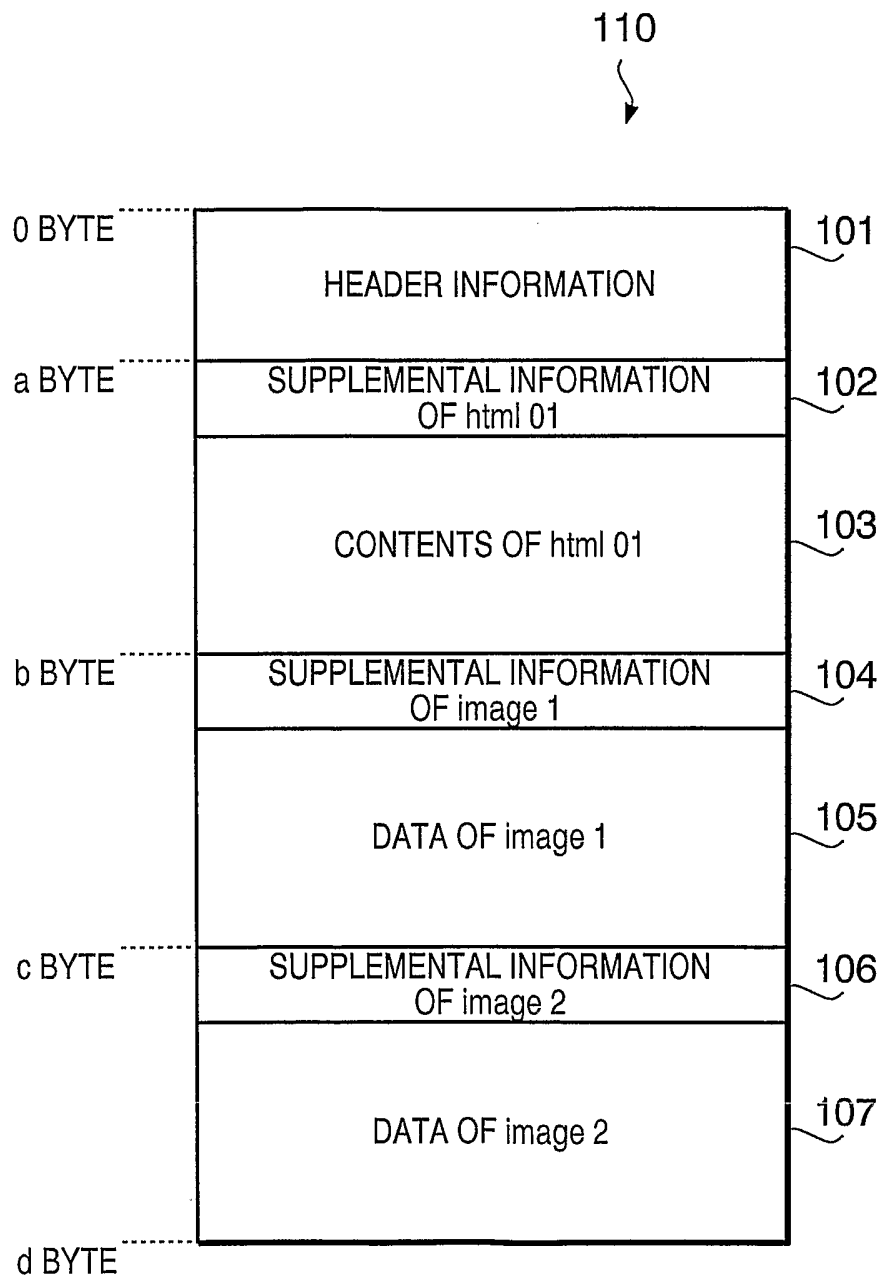 110
0 BYTE
101
HEADER INFORMATION
a BYTE
SUPPLEMENTAL INFORMATION
OF html 01
102
CONTENTS OF html 01
103
b BYTE
SUPPLEMENTAL INFORMATION
OF image 1
104
DATA OF image 1
105
c BYTE
SUPPLEMENTAL INFORMATION
OF image 2
106
DATA OF image 2
107
d BYTE